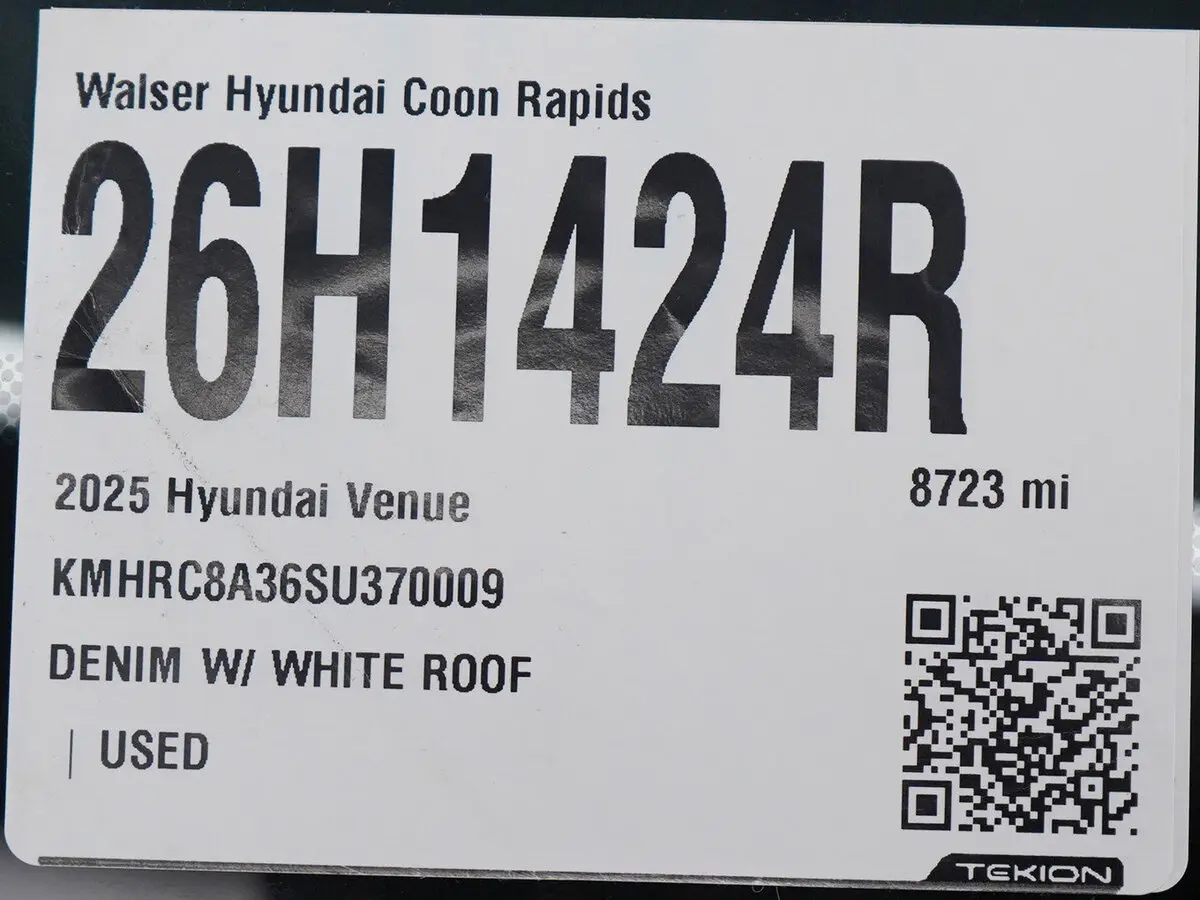 Walser Hyundai Coon Rapids
26H1424R
2025 Hyundai Venue
8723 mi
KMHRC8A36SU370009
DENIM W/ WHITE ROOF
| USED
TEKION